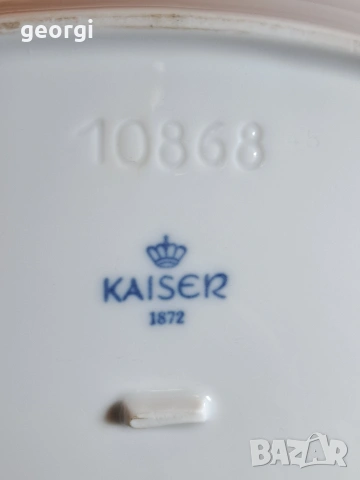 georgi
10868
KAISER
1872
BAZAR